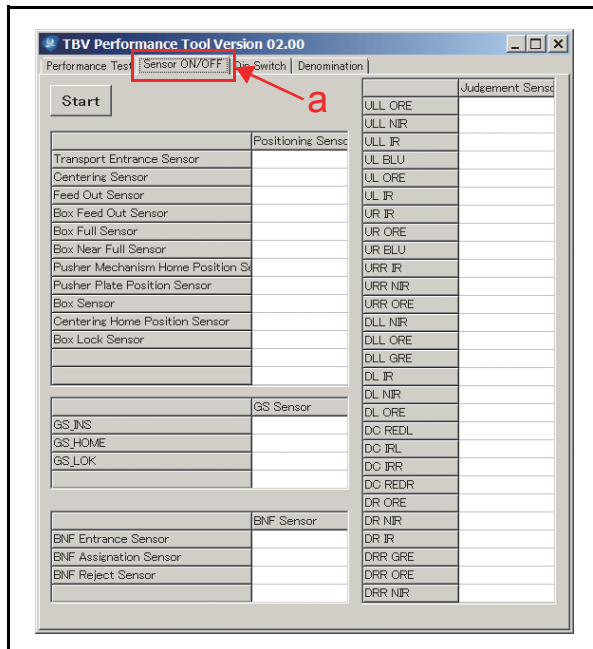 TBV Performance Tool Version 02.00
Performance Test Sensor ON/OFF Dip Switch Denomination
a
Start
Positioning Senso
Transport Entrance Sensor
Centering Sensor
Feed Out Sensor
Box Feed Out Sensor
Box Full Sensor
Box Near Full Sensor
Pusher Mechanism Home Position Se
Pusher Plate Position Sensor
Box Sensor
Centering Home Position Sensor
Box Lock Sensor
GS Sensor
GS_INS
GS_HOME
GS_LOK
BNF Sensor
BNF Entrance Sensor
BNF Assignation Sensor
BNF Reject Sensor
Judgement Senso
ULL ORE
ULL NIR
ULL IR
UL BLU
UL ORE
UL IR
UR IR
UR ORE
UR BLU
URR IR
URR NIR
URR ORE
DLL NIR
DLL ORE
DLL GRE
DL IR
DL NIR
DL ORE
DC REDL
DC IRL
DC IRR
DC REDR
DR ORE
DR NIR
DR IR
DRR GRE
DRR ORE
DRR NIR